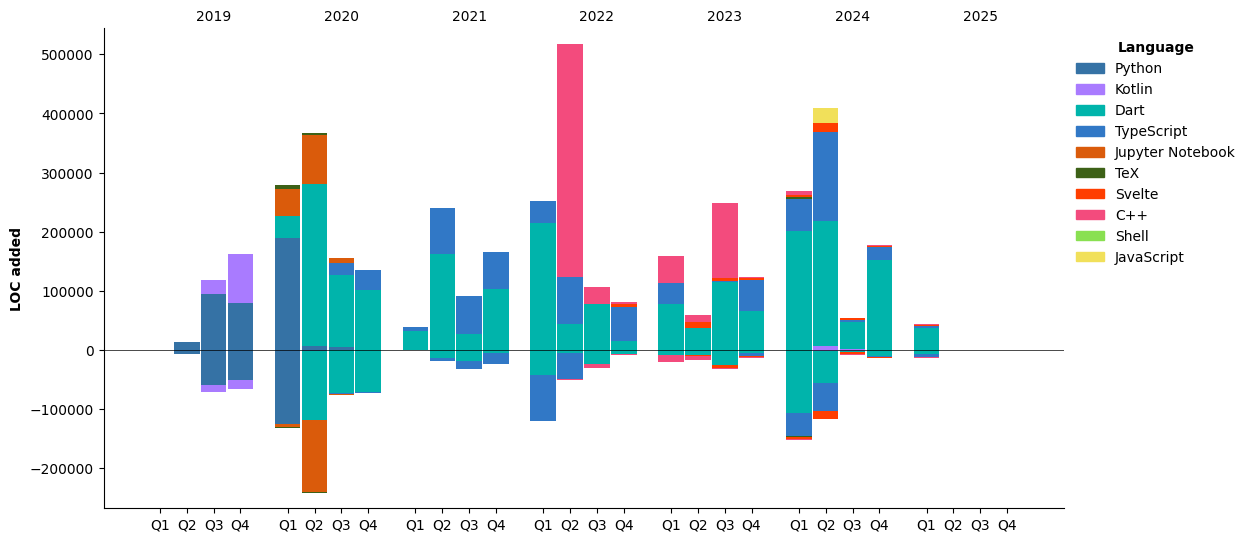 2019 2020 2021 2022 2023 2024 2025
LOC added
500000
400000
300000
200000
100000
0
−100000
−200000
Q1 Q2 Q3 Q4 Q1 Q2 Q3 Q4 Q1 Q2 Q3 Q4 Q1 Q2 Q3 Q4 Q1 Q2 Q3 Q4 Q1 Q2 Q3 Q4 Q1 Q2 Q3 Q4
Language
Python
Kotlin
Dart
TypeScript
Jupyter Notebook
TeX
Svelte
C++
Shell
JavaScript